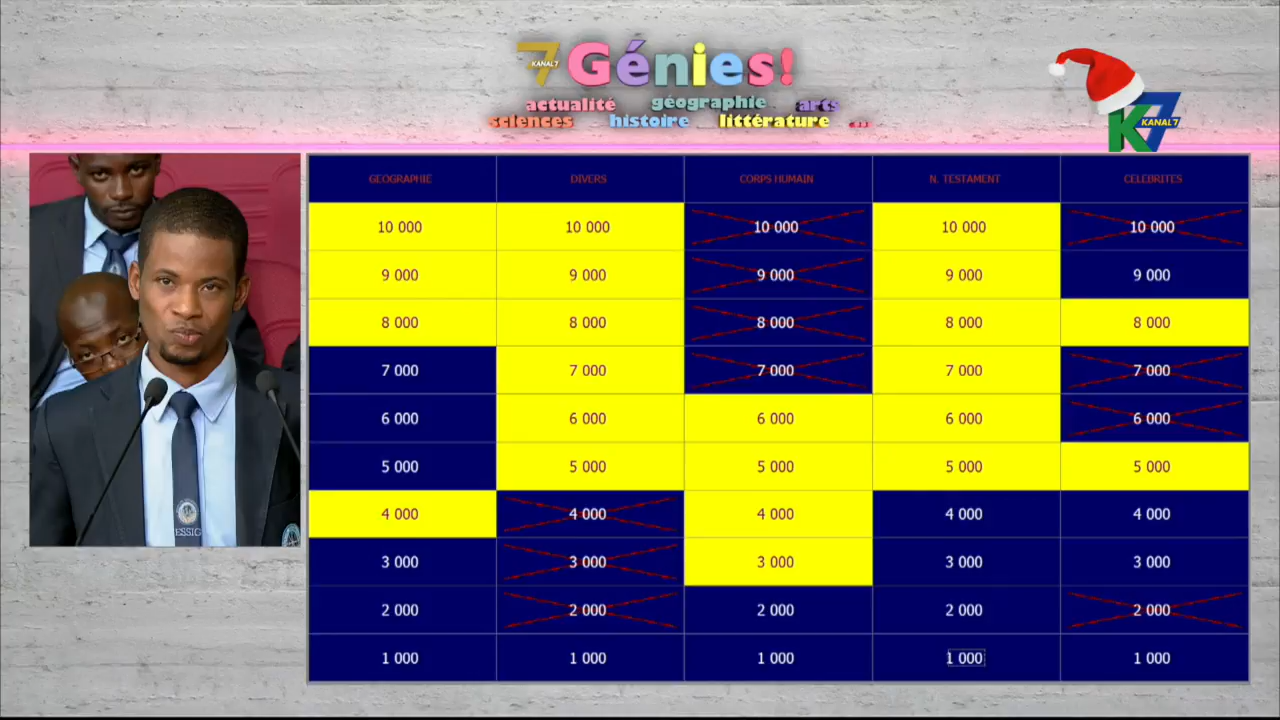 7 KANAL7 Génies!
actualité géographie arts
sciences histoire littérature ...
K7 KANAL7
GEOGRAPHIE DIVERS CORPS HUMAIN N. TESTAMENT CELEBRITES
10 000 10 000 10 000 10 000 10 000
9 000 9 000 9 000 9 000 9 000
8 000 8 000 8 000 8 000 8 000
7 000 7 000 7 000 7 000 7 000
6 000 6 000 6 000 6 000 6 000
5 000 5 000 5 000 5 000 5 000
4 000 4 000 4 000 4 000 4 000
3 000 3 000 3 000 3 000 3 000
2 000 2 000 2 000 2 000 2 000
1 000 1 000 1 000 1 000 1 000